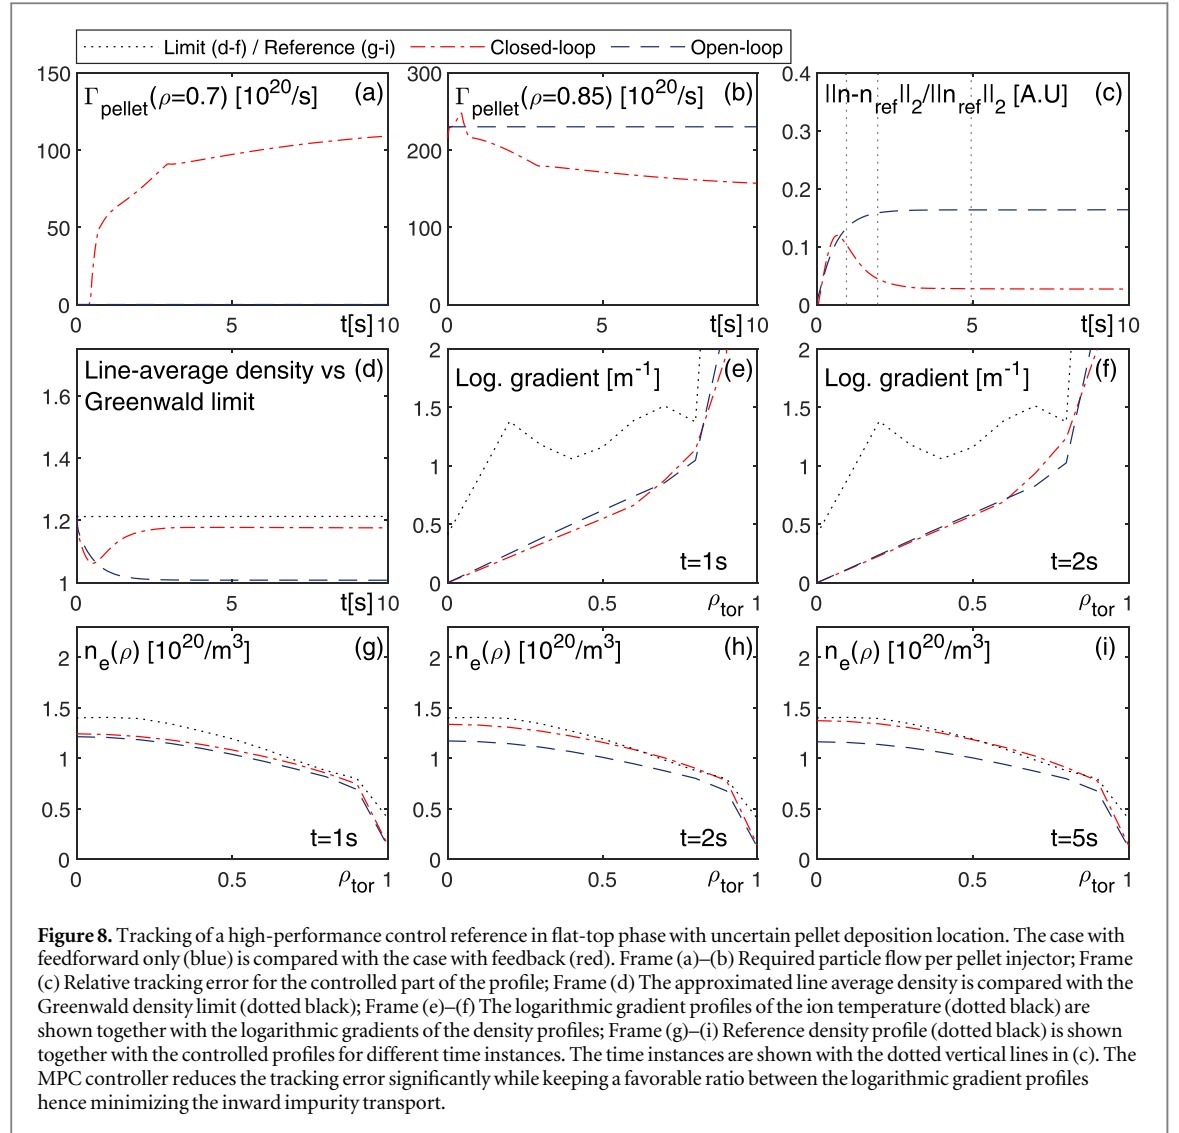 Limit (d-f) / Reference (g-i) Closed-loop Open-loop
150 100 50 0
Γpellet(ρ=0.7) [10^20/s] (a)
0 5 t[s] 10
300 200 100 0
Γpellet(ρ=0.85) [10^20/s] (b)
0 5 t[s] 10
0.4 0.3 0.2 0.1 0
||n-nref||2/||nref||2 [A.U] (c)
0 5 t[s] 10
1.6 1.4 1.2 1
Line-average density vs (d)
Greenwald limit
0 5 t[s] 10
2 1.5 1 0.5 0
Log. gradient [m^-1] (e)
t=1s
0 0.5 ρtor 1
2 1.5 1 0.5 0
Log. gradient [m^-1] (f)
t=2s
0 0.5 ρtor 1
2 1.5 1 0.5 0
ne(ρ) [10^20/m^3] (g)
t=1s
0 0.5 ρtor 1
2 1.5 1 0.5 0
ne(ρ) [10^20/m^3] (h)
t=2s
0 0.5 ρtor 1
2 1.5 1 0.5 0
ne(ρ) [10^20/m^3] (i)
t=5s
0 0.5 ρtor 1
Figure 8. Tracking of a high-performance control reference in flat-top phase with uncertain pellet deposition location. The case with
feedforward only (blue) is compared with the case with feedback (red). Frame (a)–(b) Required particle flow per pellet injector; Frame
(c) Relative tracking error for the controlled part of the profile; Frame (d) The approximated line average density is compared with the
Greenwald density limit (dotted black); Frame (e)–(f) The logarithmic gradient profiles of the ion temperature (dotted black) are
shown together with the logarithmic gradients of the density profiles; Frame (g)–(i) Reference density profile (dotted black) is shown
together with the controlled profiles for different time instances. The time instances are shown with the dotted vertical lines in (c). The
MPC controller reduces the tracking error significantly while keeping a favorable ratio between the logarithmic gradient profiles
hence minimizing the inward impurity transport.